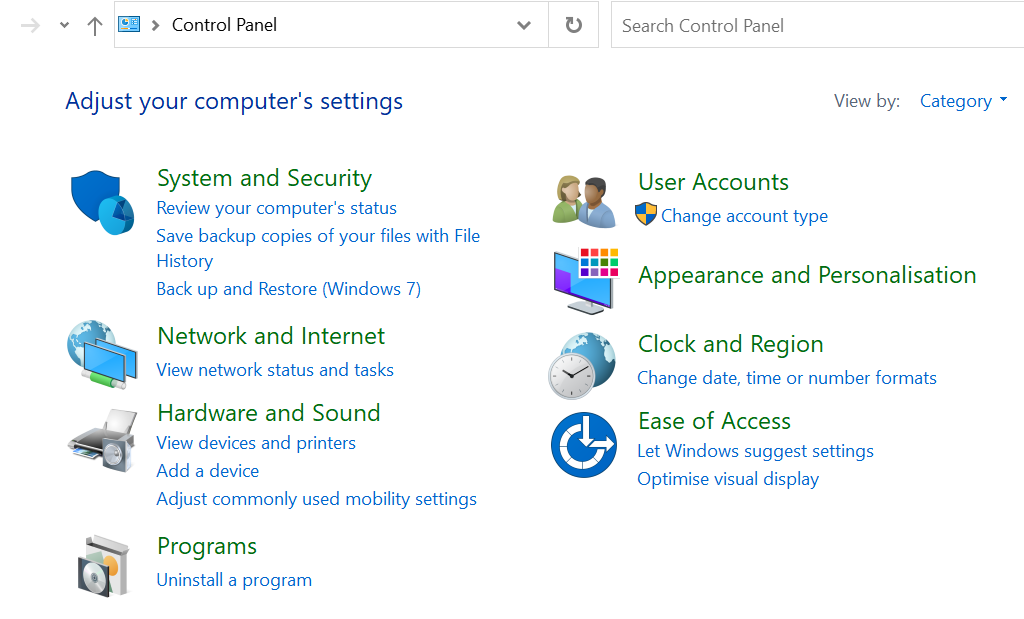 Control Panel
Search Control Panel
Adjust your computer's settings
View by: Category
System and Security
Review your computer's status
Save backup copies of your files with File
History
Back up and Restore (Windows 7)
Network and Internet
View network status and tasks
Hardware and Sound
View devices and printers
Add a device
Adjust commonly used mobility settings
Programs
Uninstall a program
User Accounts
Change account type
Appearance and Personalisation
Clock and Region
Change date, time or number formats
Ease of Access
Let Windows suggest settings
Optimise visual display